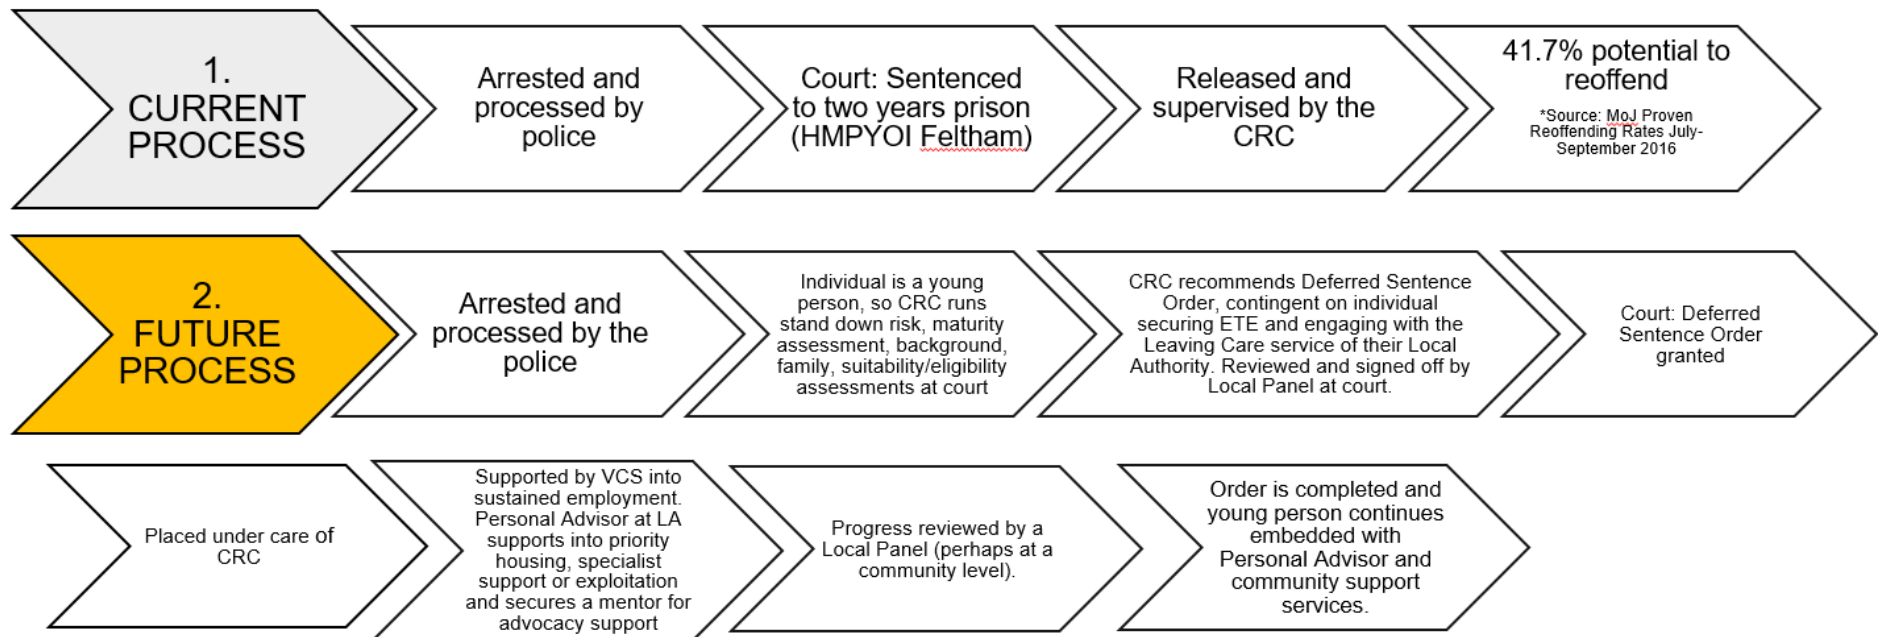 1.
CURRENT
PROCESS
Arrested and
processed by
police
Court: Sentenced
to two years prison
(HMPYOI Feltham)
Released and
supervised by the
CRC
41.7% potential to
reoffend
*Source: MoJ Proven
Reoffending Rates July-
September 2016
2.
FUTURE
PROCESS
Arrested and
processed by the
police
Individual is a young
person, so CRC runs
stand down risk, maturity
assessment, background,
family, suitability/eligibility
assessments at court
CRC recommends Deferred Sentence
Order, contingent on individual
securing ETE and engaging with the
Leaving Care service of their Local
Authority. Reviewed and signed off by
Local Panel at court.
Court: Deferred
Sentence Order
granted
Placed under care of
CRC
Supported by VCS into
sustained employment.
Personal Advisor at LA
supports into priority
housing, specialist
support or exploitation
and secures a mentor for
advocacy support
Progress reviewed by a
Local Panel (perhaps at a
community level).
Order is completed and
young person continues
embedded with
Personal Advisor and
community support
services.